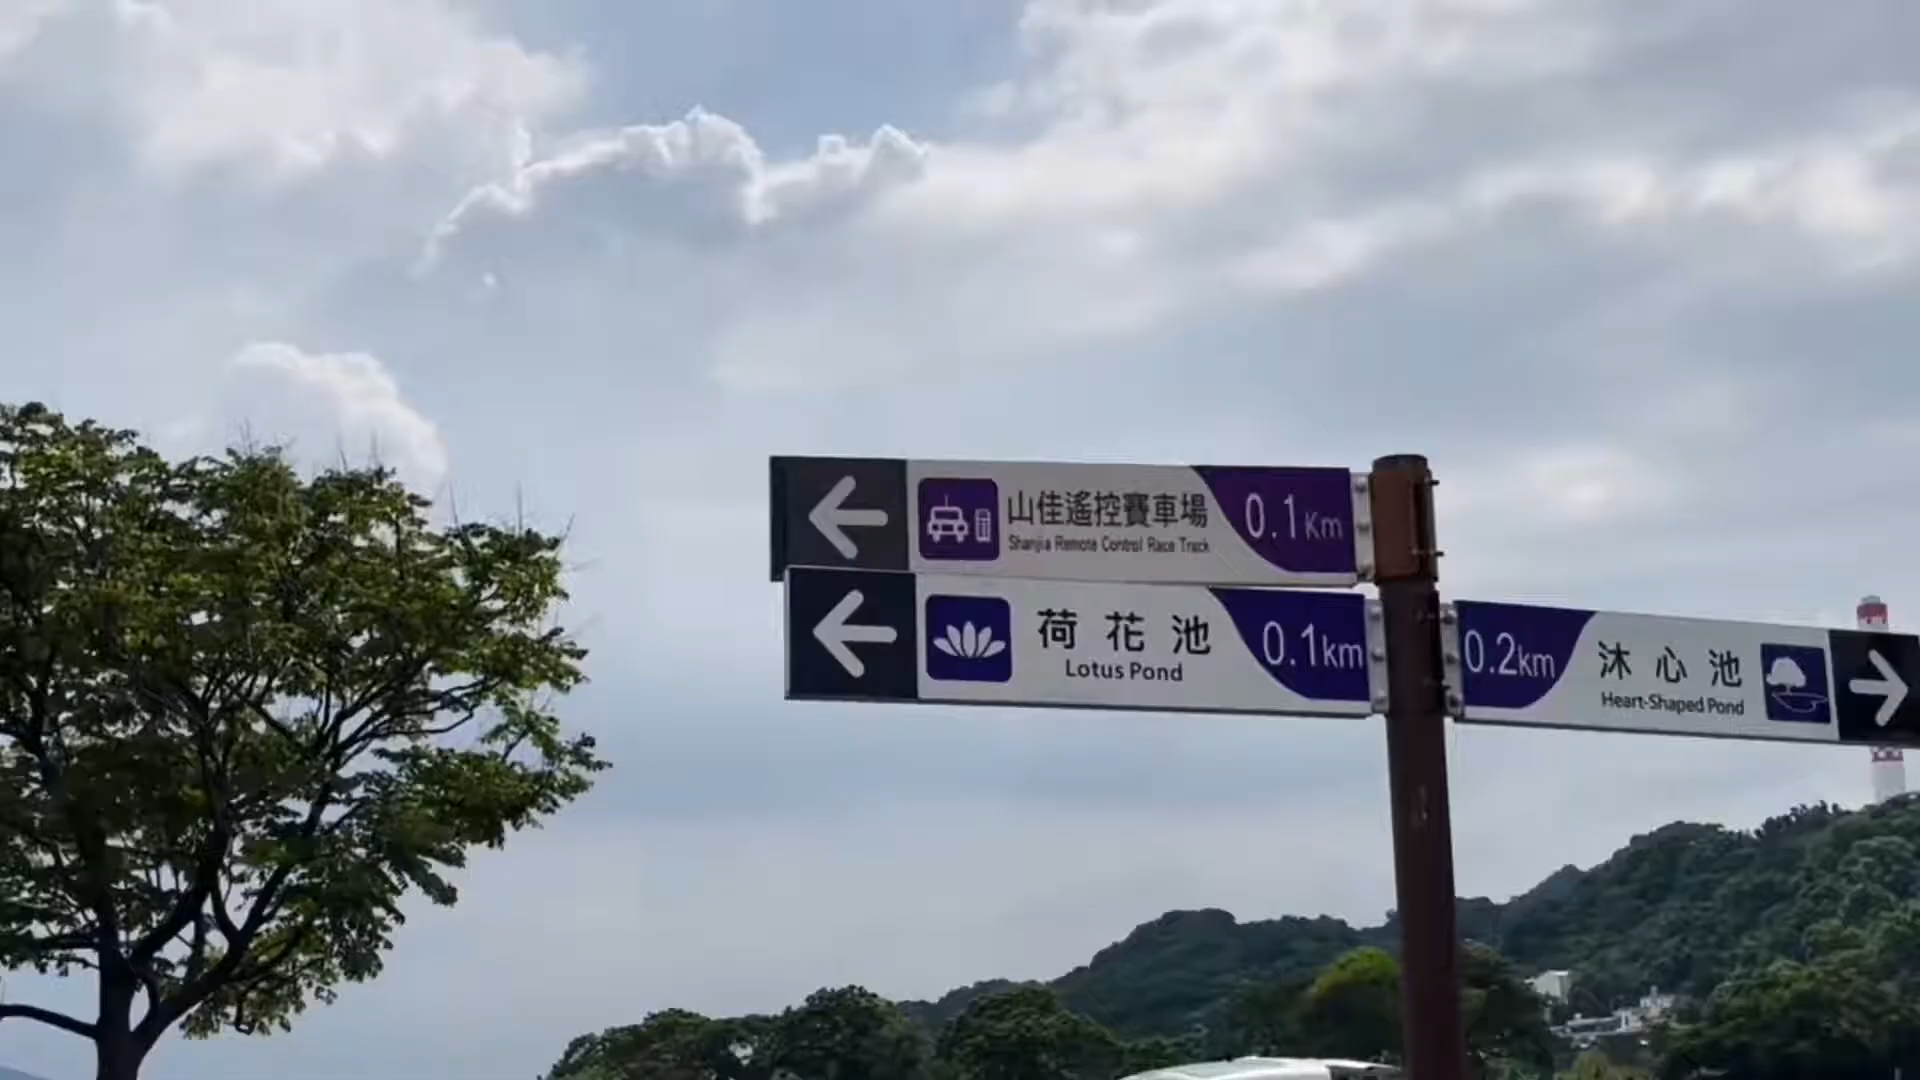 山佳遙控賽車場
Shanjia Remote Control Race Track
0.1Km
荷花池
Lotus Pond
0.1km
0.2km
沐心池
Heart-Shaped Pond